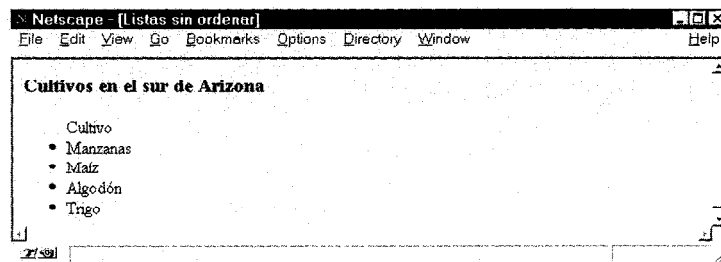 Netscape - [Listas sin ordenar]
File Edit View Go Bookmarks Options Directory Window Help
Cultivos en el sur de Arizona
Cultivo
• Manzanas
• Maíz
• Algodón
• Trigo